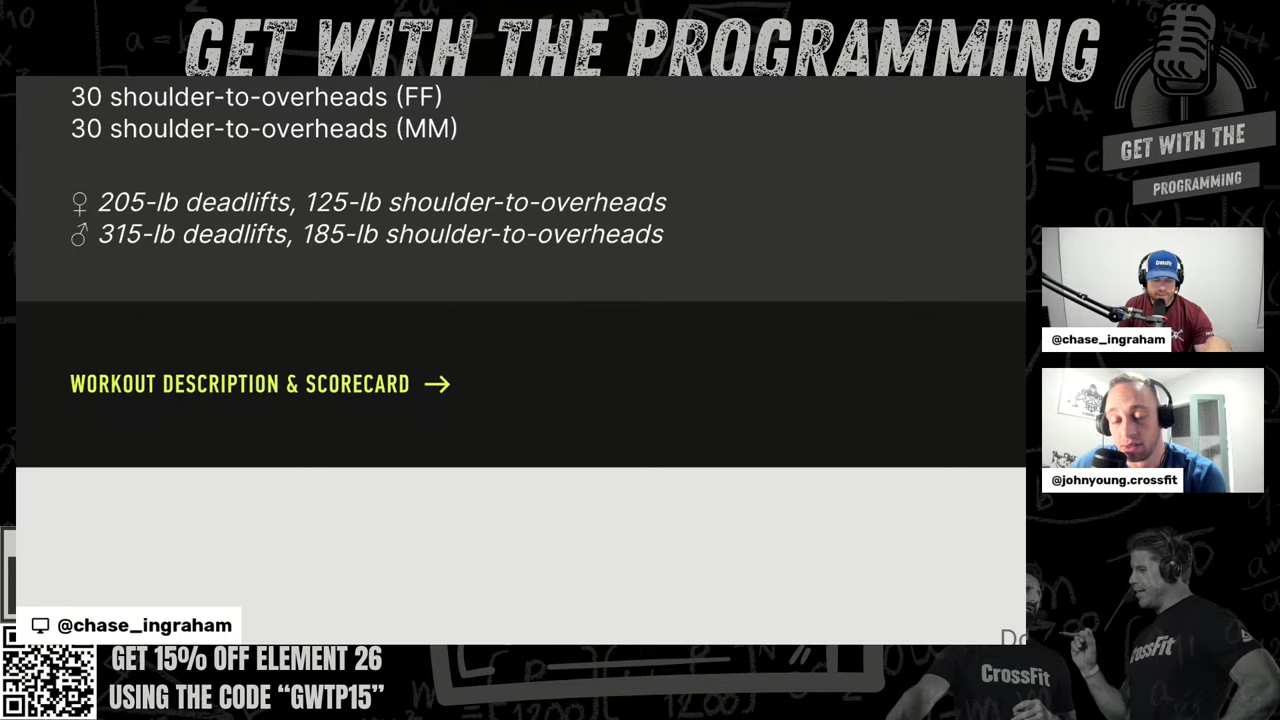 GET WITH THE PROGRAMMING
30 shoulder-to-overheads (FF)
30 shoulder-to-overheads (MM)
♀ 205-lb deadlifts, 125-lb shoulder-to-overheads
♂ 315-lb deadlifts, 185-lb shoulder-to-overheads
WORKOUT DESCRIPTION & SCORECARD →
@chase_ingraham
GET 15% OFF ELEMENT 26
USING THE CODE “GWTP15”
GET WITH THE
PROGRAMMING
CrossFit
@chase_ingraham
@johnyoung.crossfit
CrossFit
CrossFit